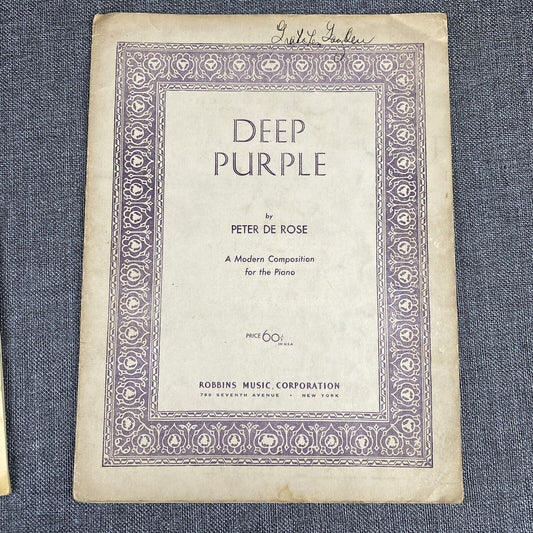 DEEP
PURPLE
by
PETER DE ROSE
A Modern Composition
for the Piano
PRICE 60¢
IN U.S.A.
ROBBINS MUSIC CORPORATION
799 SEVENTH AVENUE • NEW YORK